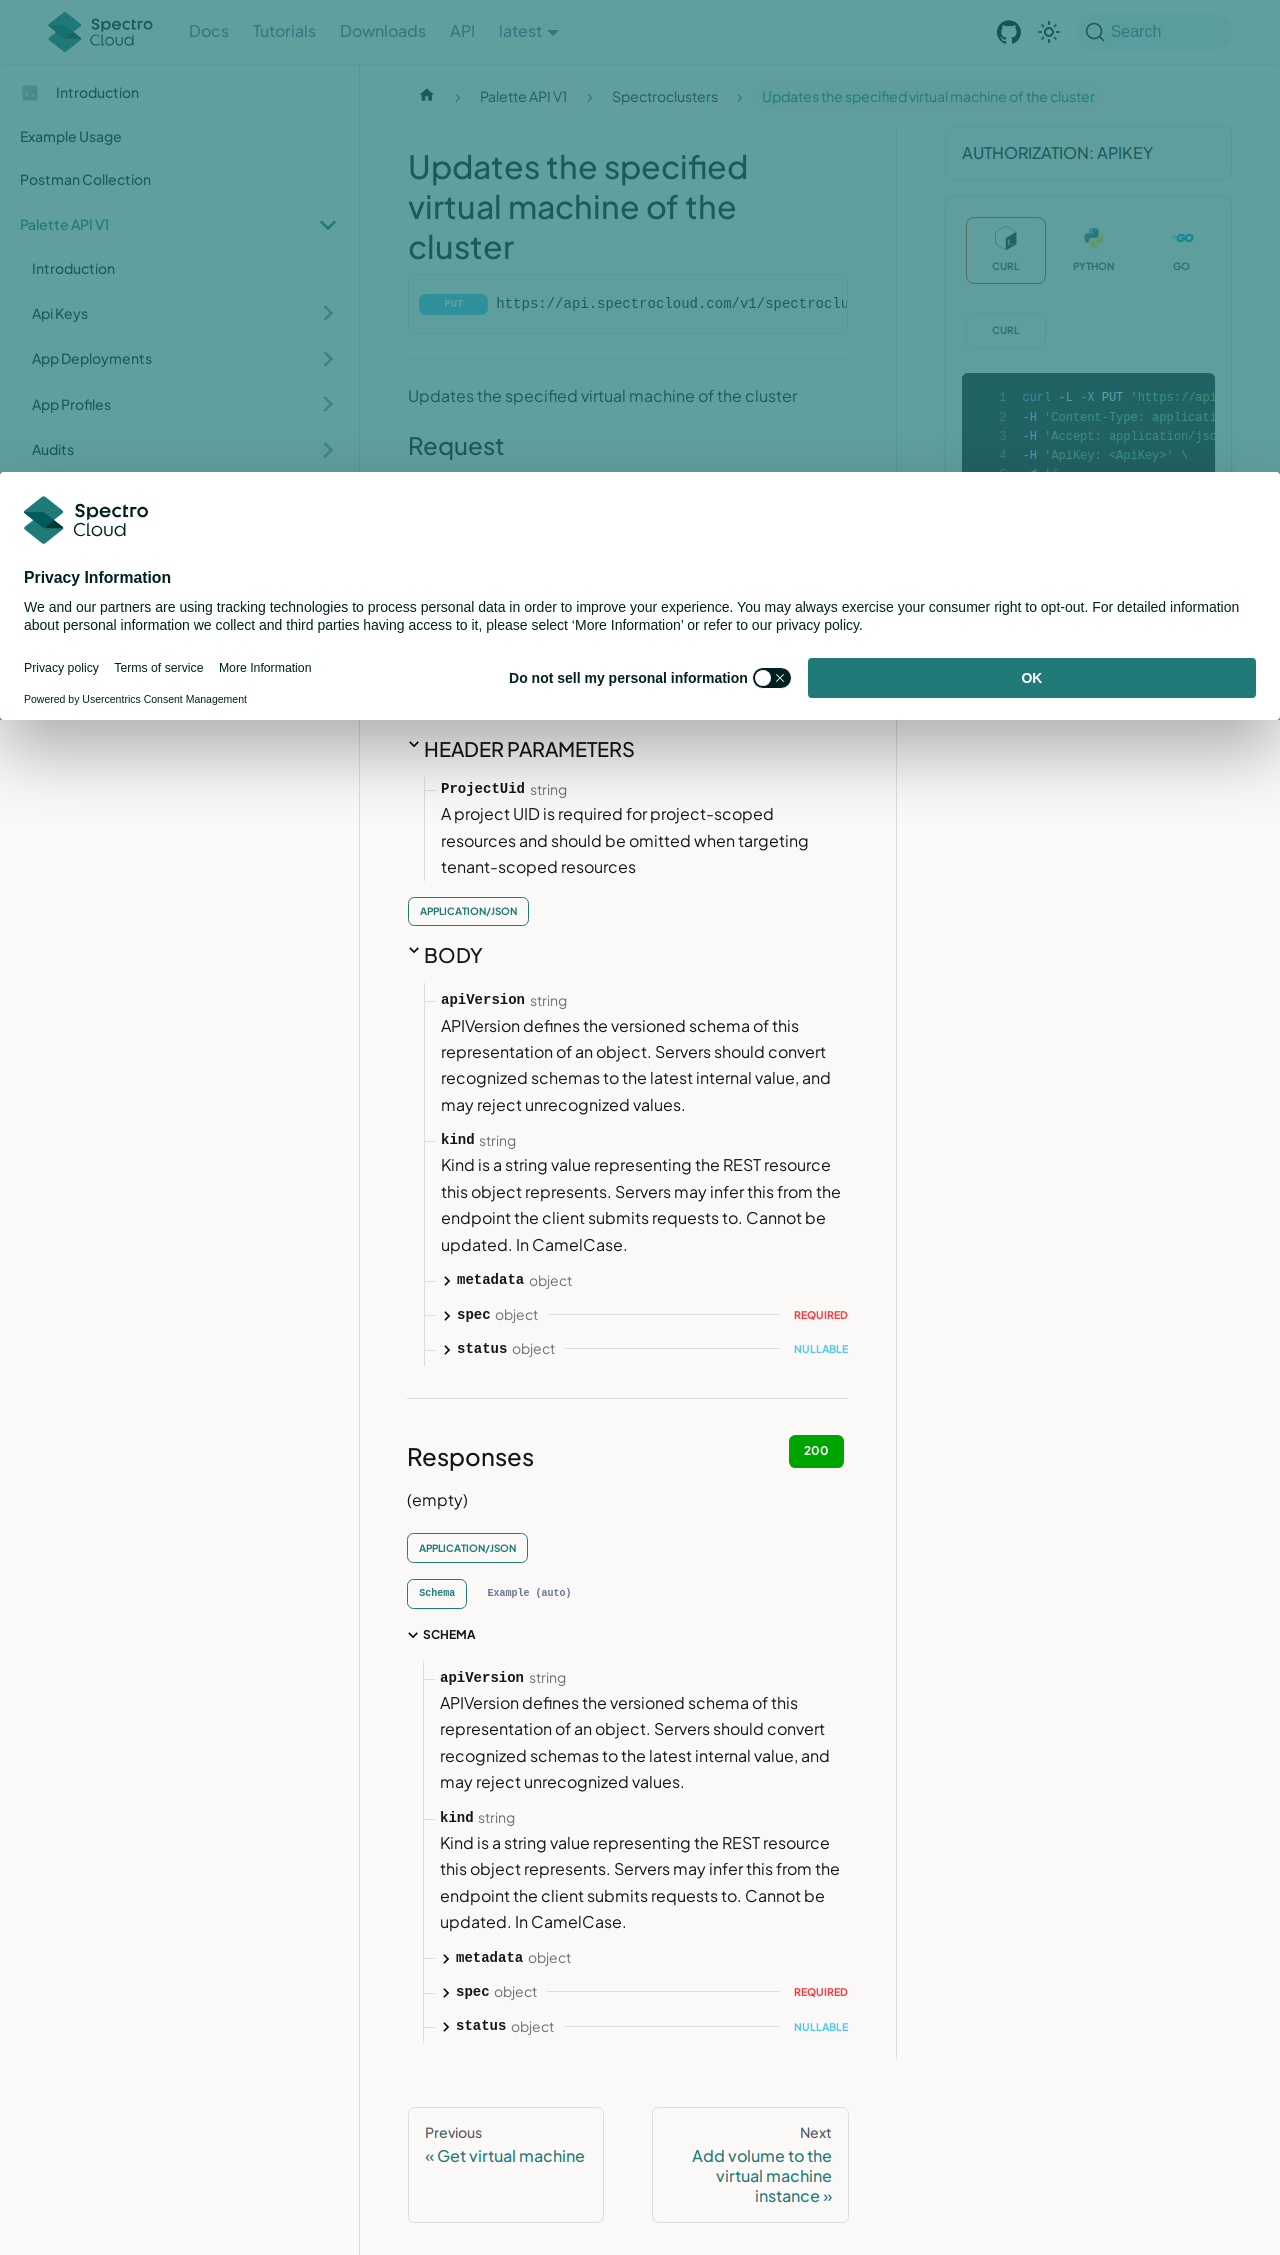 Spectro Cloud
Docs Tutorials Downloads API latest
Search
Introduction
Example Usage
Postman Collection
Palette API V1
Introduction
Api Keys
App Deployments
App Profiles
Audits
Palette API V1 Spectroclusters Updates the specified virtual machine of the cluster
Updates the specified
virtual machine of the
cluster
PUT https://api.spectrocloud.com/v1/spectroclu
Updates the specified virtual machine of the cluster
Request
AUTHORIZATION: APIKEY
CURL PYTHON GO
CURL
1 curl -L -X PUT 'https://api
2 -H 'Content-Type: applicati
3 -H 'Accept: application/jso
4 -H 'ApiKey: <ApiKey>' \
Spectro
Cloud
Privacy Information
We and our partners are using tracking technologies to process personal data in order to improve your experience. You may always exercise your consumer right to opt-out. For detailed information
about personal information we collect and third parties having access to it, please select ‘More Information’ or refer to our privacy policy.
Privacy policy Terms of service More Information
Do not sell my personal information
OK
Powered by Usercentrics Consent Management
HEADER PARAMETERS
ProjectUid string
A project UID is required for project-scoped
resources and should be omitted when targeting
tenant-scoped resources
APPLICATION/JSON
BODY
apiVersion string
APIVersion defines the versioned schema of this
representation of an object. Servers should convert
recognized schemas to the latest internal value, and
may reject unrecognized values.
kind string
Kind is a string value representing the REST resource
this object represents. Servers may infer this from the
endpoint the client submits requests to. Cannot be
updated. In CamelCase.
metadata object
spec object REQUIRED
status object NULLABLE
Responses
200
(empty)
APPLICATION/JSON
Schema Example (auto)
SCHEMA
apiVersion string
APIVersion defines the versioned schema of this
representation of an object. Servers should convert
recognized schemas to the latest internal value, and
may reject unrecognized values.
kind string
Kind is a string value representing the REST resource
this object represents. Servers may infer this from the
endpoint the client submits requests to. Cannot be
updated. In CamelCase.
metadata object
spec object REQUIRED
status object NULLABLE
Previous
« Get virtual machine
Next
Add volume to the
virtual machine
instance »